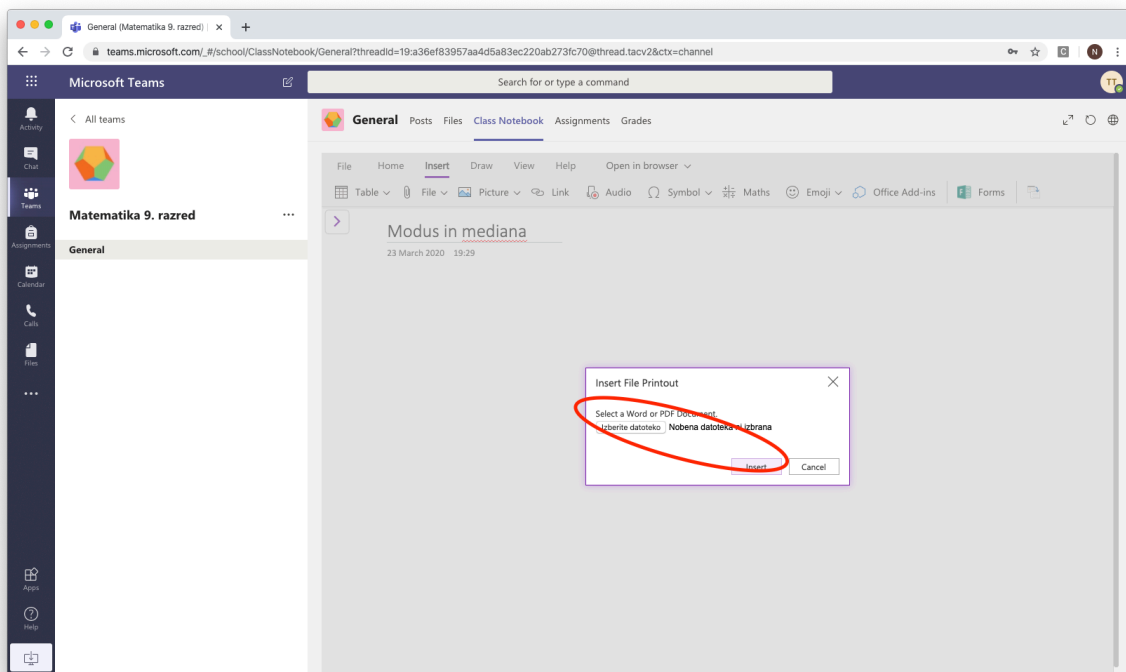 General (Matematika 9. razred) |
teams.microsoft.com/_#/school/ClassNotebook/General?threadId=19:a36ef83957aa4d5a83ec220ab273fc70@thread.tacv2&ctx=channel
N
Microsoft Teams
Search for or type a command
TT
Activity
Chat
Teams
Assignments
Calendar
Calls
Files
Apps
Help
All teams
Matematika 9. razred
General
General Posts Files Class Notebook Assignments Grades
File Home Insert Draw View Help Open in browser
Table File Picture Link Audio Symbol Maths Emoji Office Add-ins Forms
Modus in mediana
23 March 2020 19:29
Insert File Printout
Select a Word or PDF Document.
Izberite datoteko Nobena datoteka ni izbrana
Insert Cancel